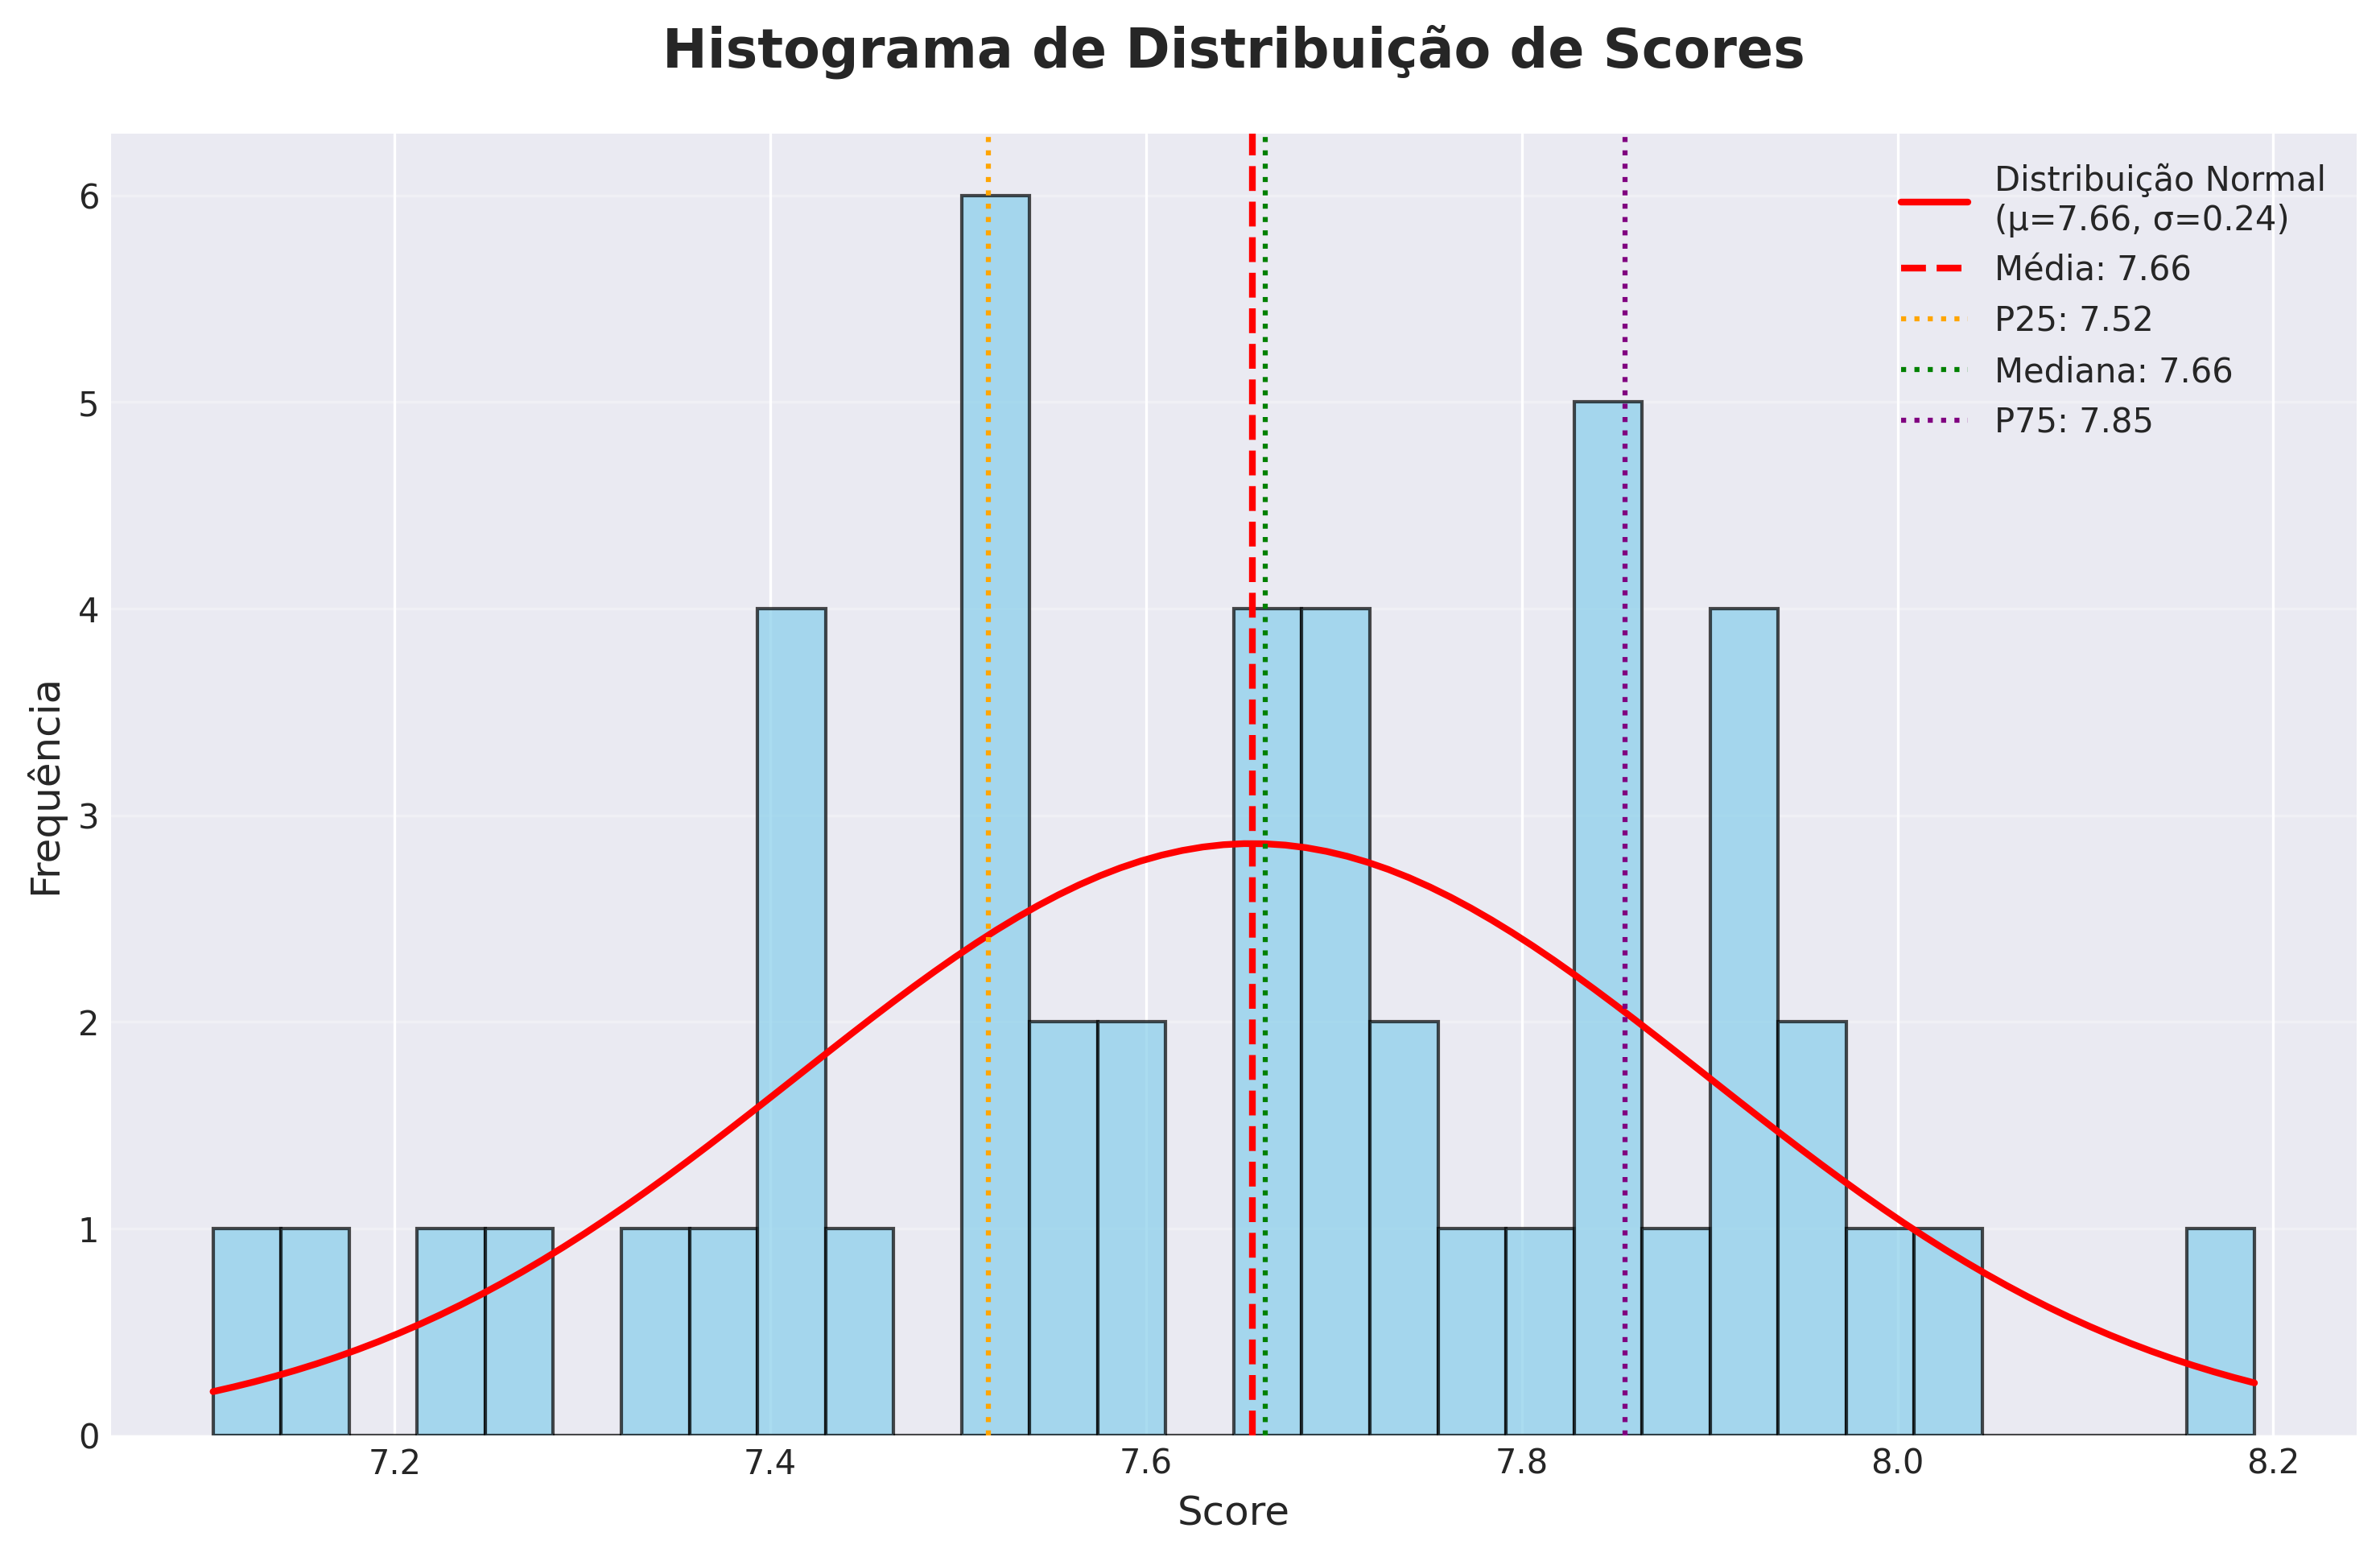 Histograma de Distribuição de Scores
Distribuição Normal
(μ=7.66, σ=0.24)
Média: 7.66
P25: 7.52
Mediana: 7.66
P75: 7.85
Frequência
6
5
4
3
2
1
0
7.2 7.4 7.6 7.8 8.0 8.2
Score